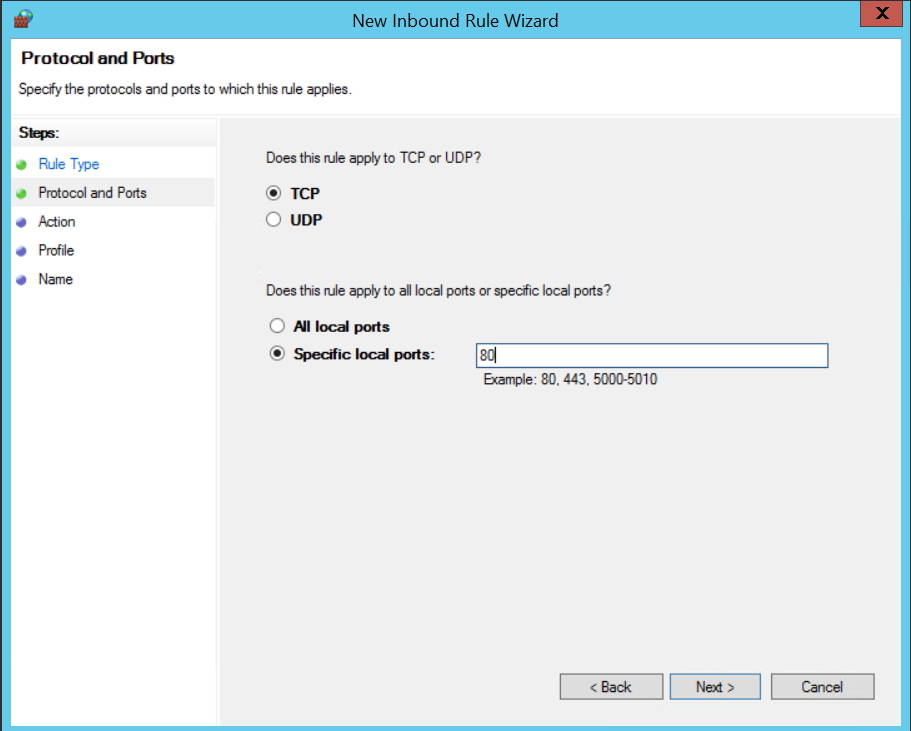 New Inbound Rule Wizard
X
Protocol and Ports
Specify the protocols and ports to which this rule applies.
Steps:
Rule Type
Protocol and Ports
Action
Profile
Name
Does this rule apply to TCP or UDP?
TCP
UDP
Does this rule apply to all local ports or specific local ports?
All local ports
Specific local ports:
80
Example: 80, 443, 5000-5010
< Back
Next >
Cancel